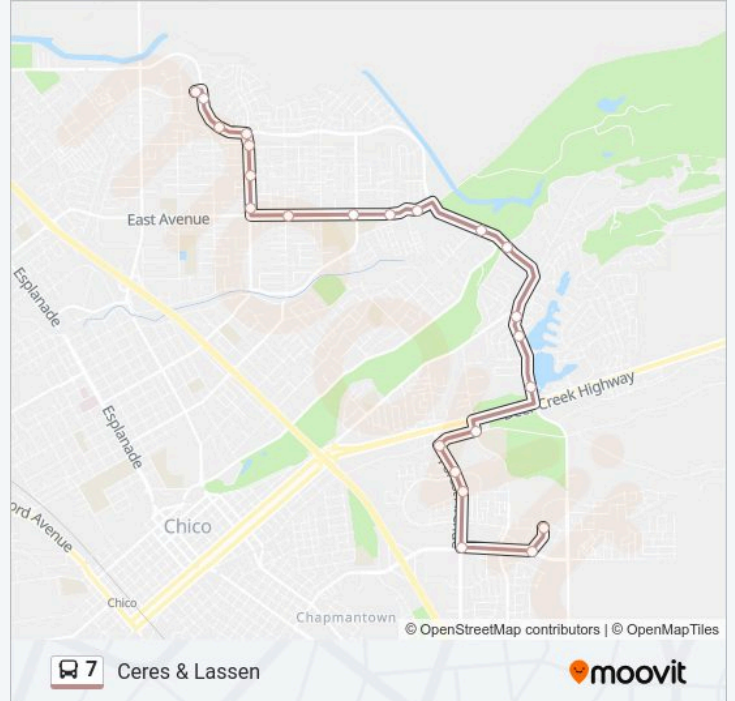 East Avenue
Esplanade
Creek Highway
Esplanade
ord Avenue
Chico
Chico
Chapmantown
© OpenStreetMap contributors | © OpenMapTiles
7 Ceres & Lassen
moovit